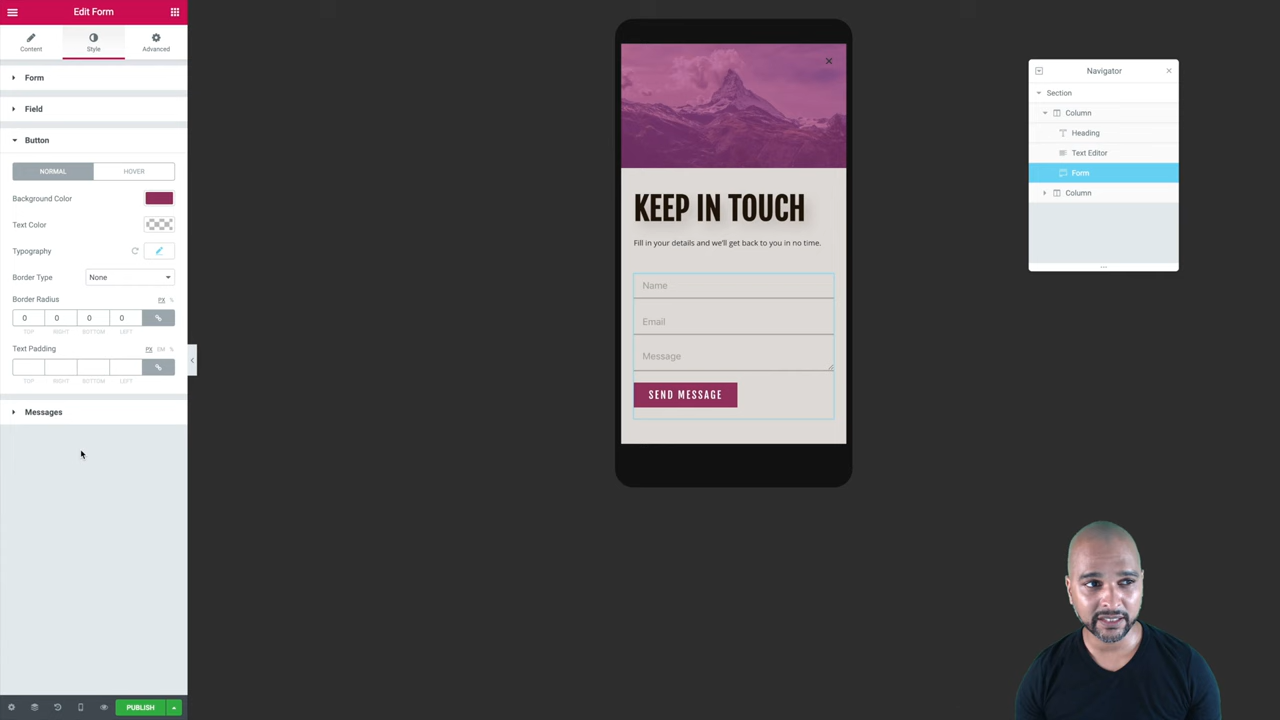 Edit Form
Content
Style
Advanced
Form
Field
Button
NORMAL
HOVER
Background Color
Text Color
Typography
Border Type
None
Border Radius
PX %
0 0 0 0
TOP RIGHT BOTTOM LEFT
Text Padding
PX EM %
TOP RIGHT BOTTOM LEFT
Messages
PUBLISH
KEEP IN TOUCH
Fill in your details and we'll get back to you in no time.
Name
Email
Message
SEND MESSAGE
Navigator
Section
Column
Heading
Text Editor
Form
Column